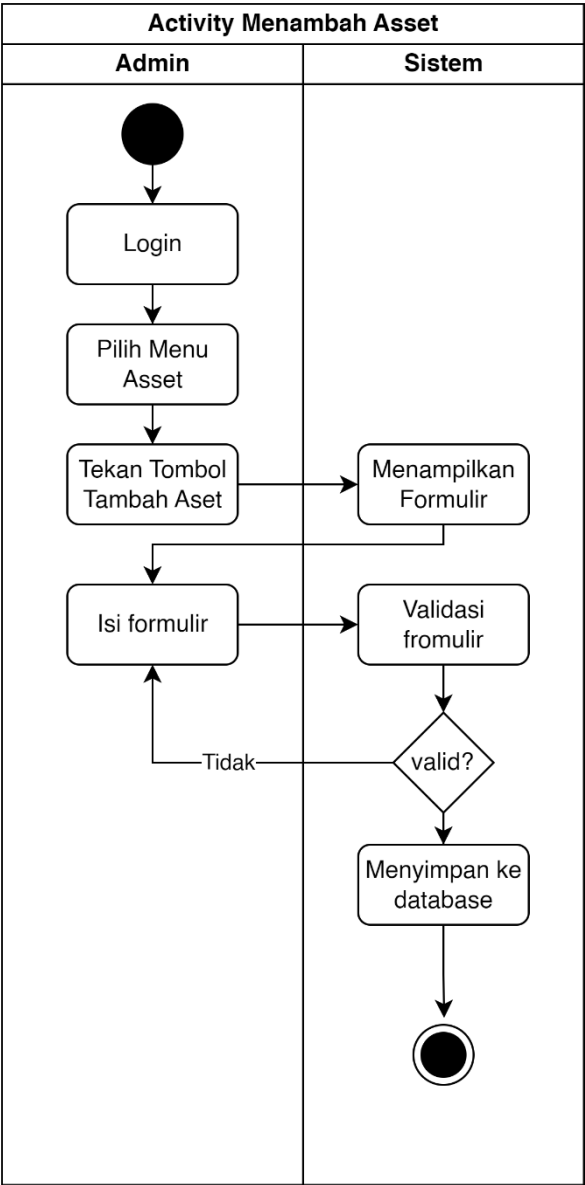 Activity Menambah Asset
Admin
Sistem
Login
Pilih Menu
Asset
Tekan Tombol
Tambah Aset
Menampilkan
Formulir
Isi formulir
Validasi
fromulir
Tidak
valid?
Menyimpan ke
database